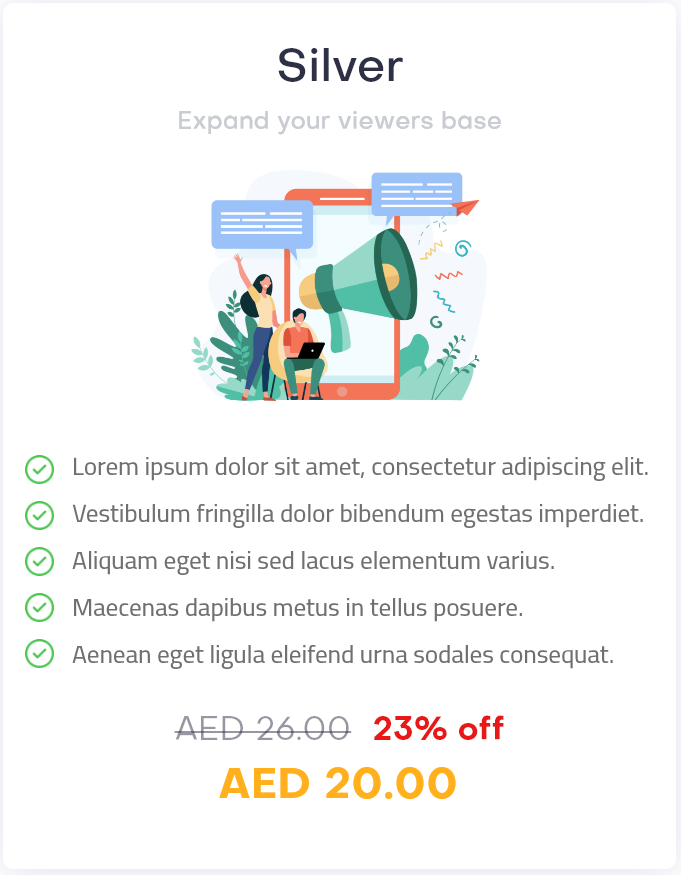 Silver
Expand your viewers base
Lorem ipsum dolor sit amet, consectetur adipiscing elit.
Vestibulum fringilla dolor bibendum egestas imperdiet.
Aliquam eget nisi sed lacus elementum varius.
Maecenas dapibus metus in tellus posuere.
Aenean eget ligula eleifend urna sodales consequat.
AED 26.00 23% off
AED 20.00